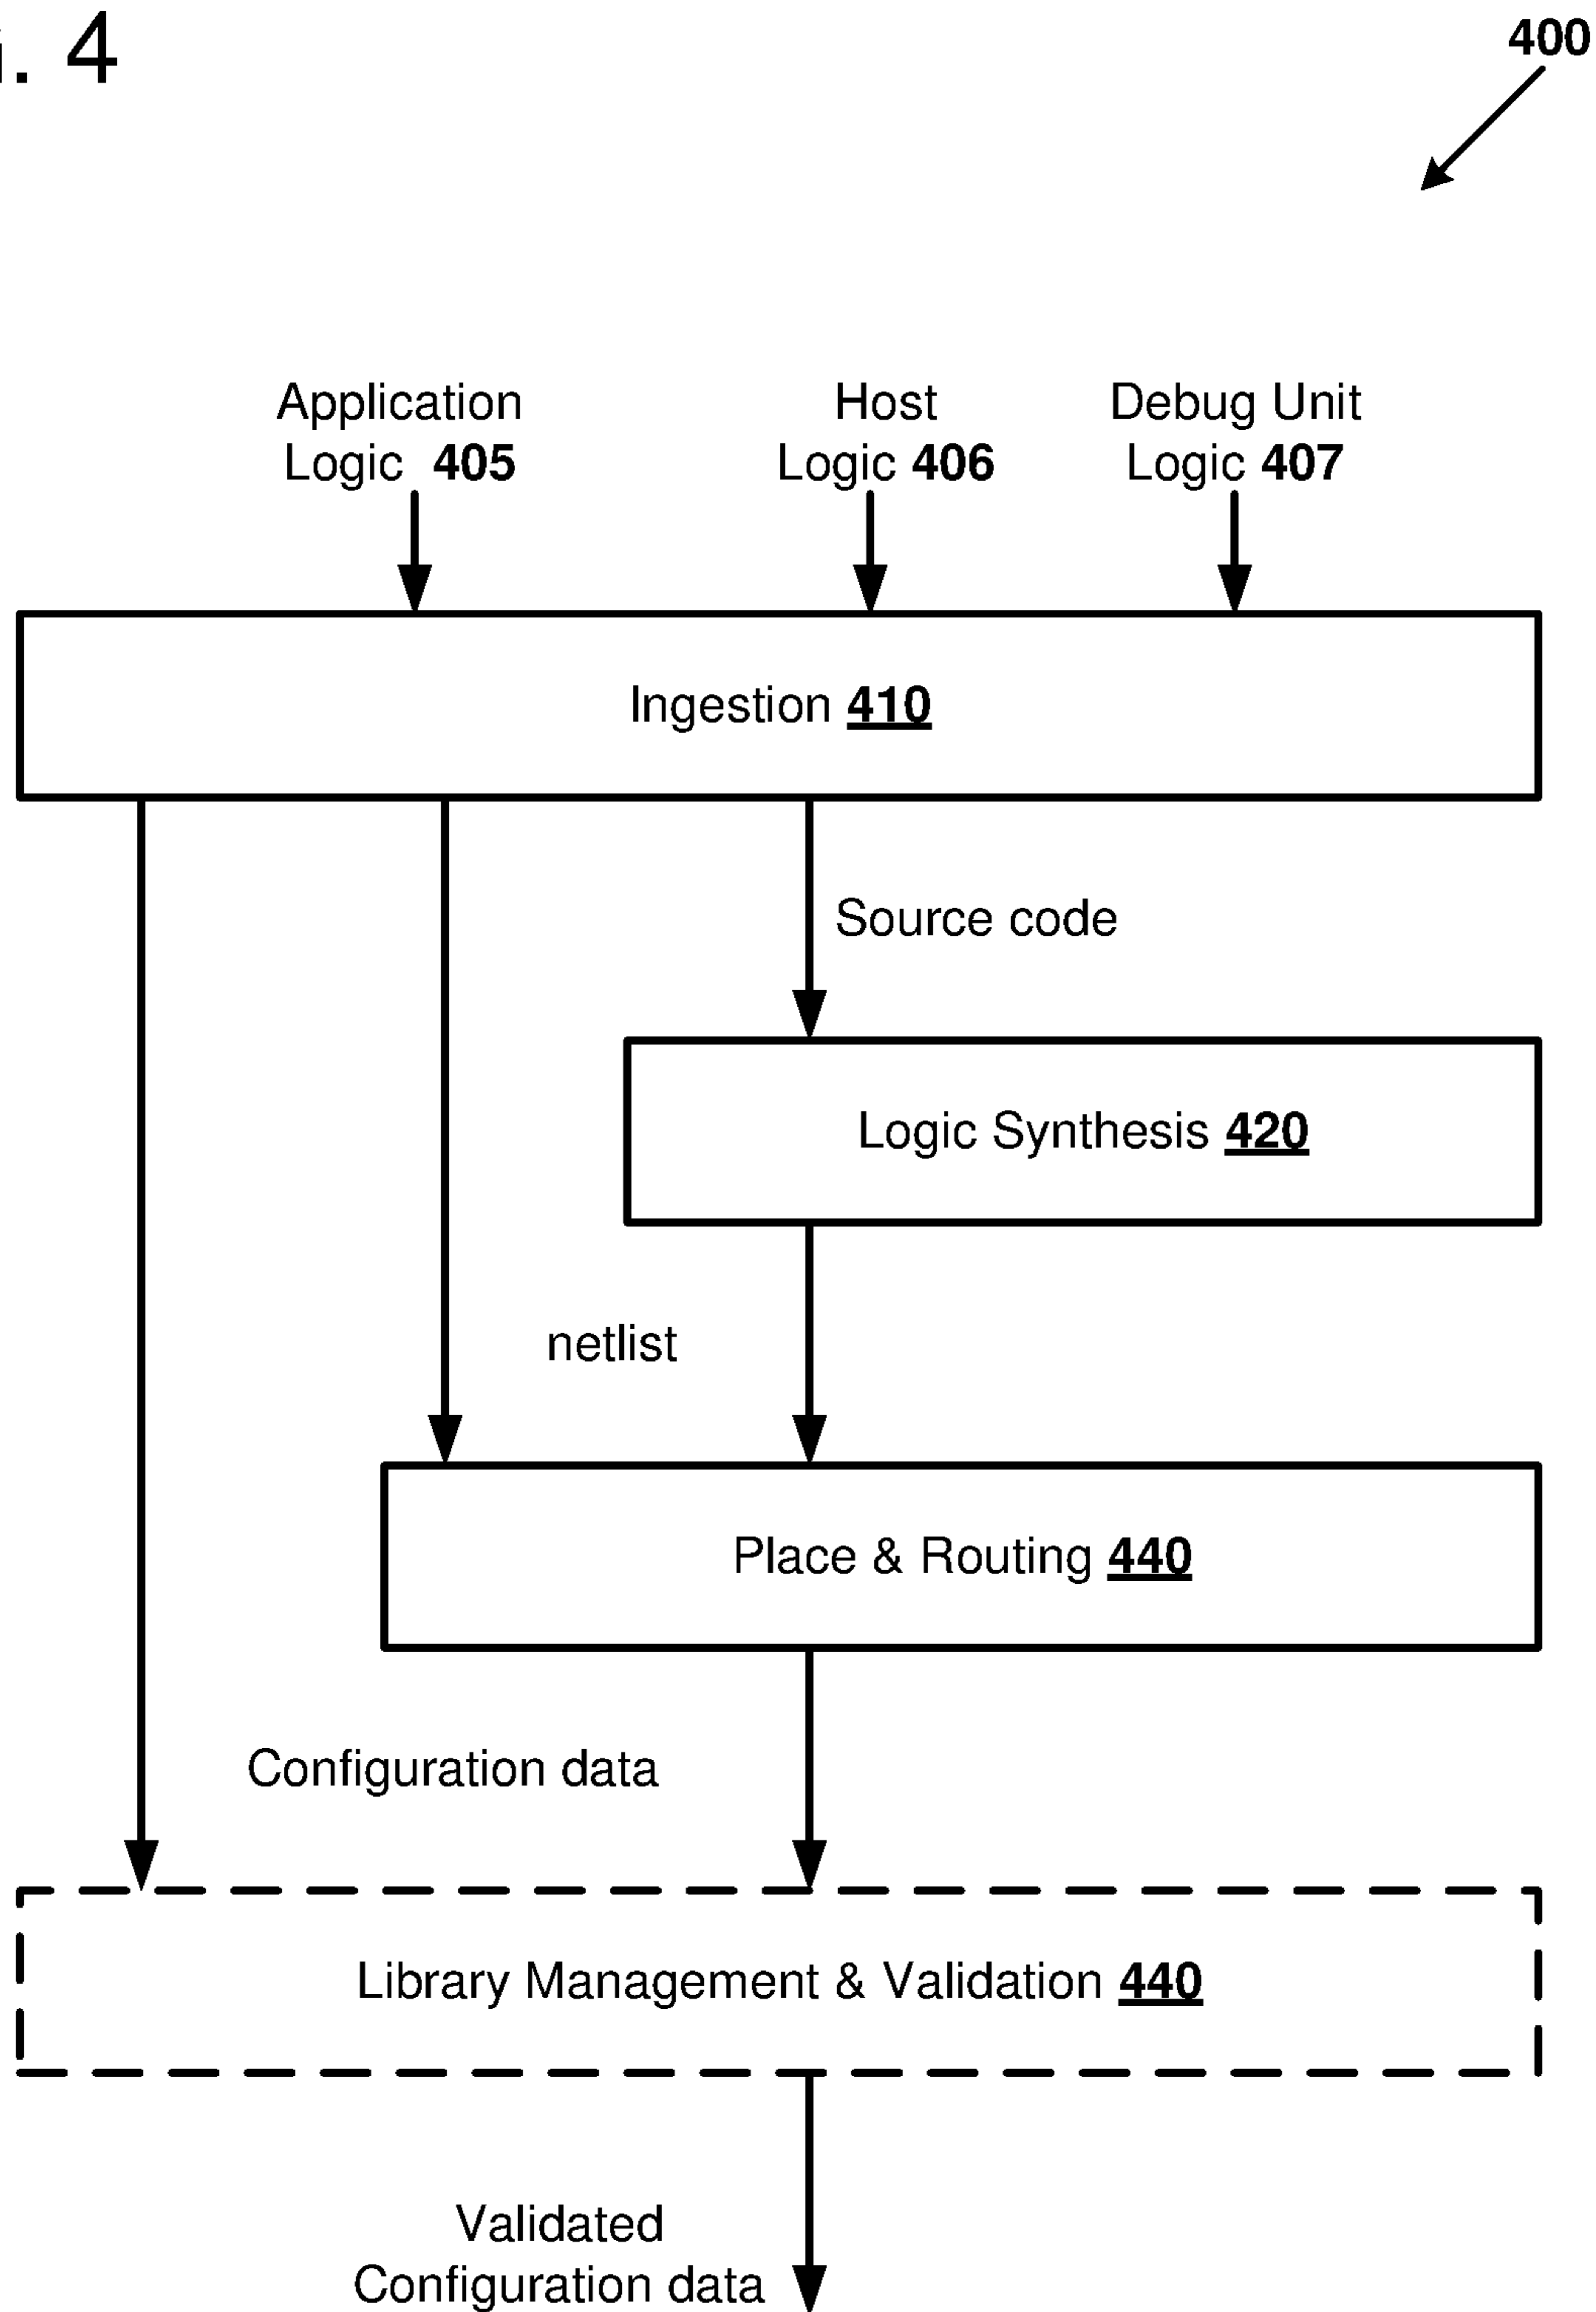 . 4
400
Application
Logic 405
Host
Logic 406
Debug Unit
Logic 407
Ingestion 410
Source code
Logic Synthesis 420
netlist
Place & Routing 440
Configuration data
Library Management & Validation 440
Validated
Configuration data